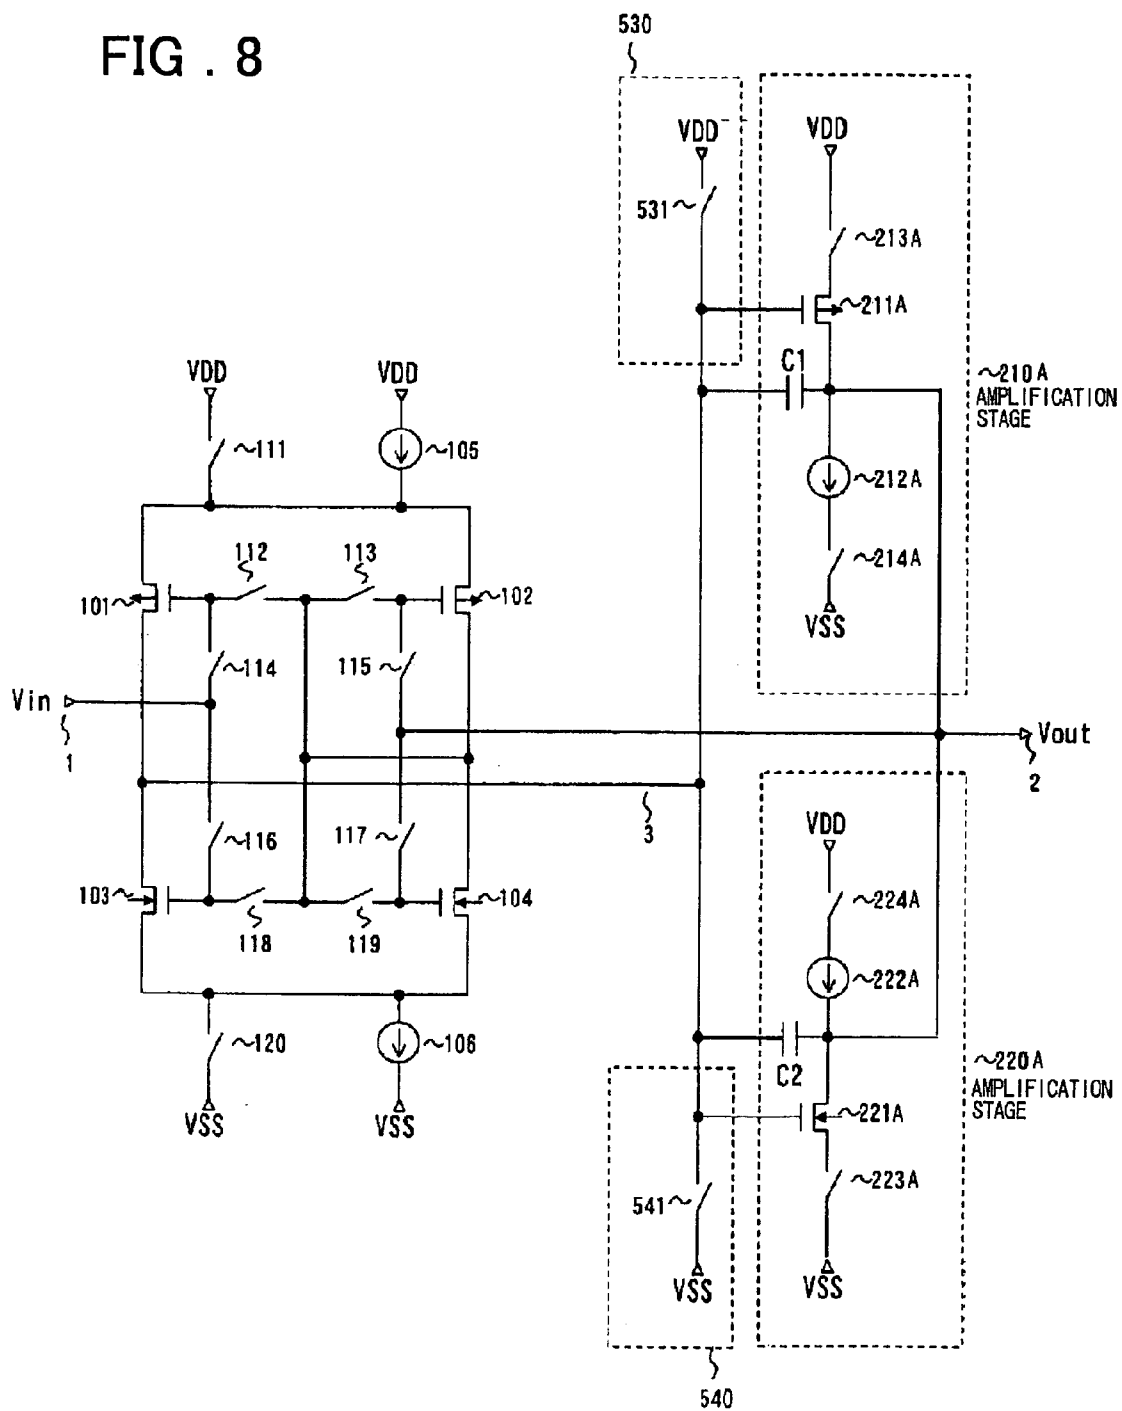 FIG . 8
530
VDD
VDD
531
213A
211A
C1
210A
AMPLIFICATION
STAGE
VDD
VDD
111
105
212A
112
113
214A
101
102
VSS
114
115
Vin
1
Vout
2
3
VDD
116
117
103
104
224A
118
119
222A
120
106
C2
220A
AMPLIFICATION
STAGE
VSS
VSS
221A
541
223A
VSS
VSS
540